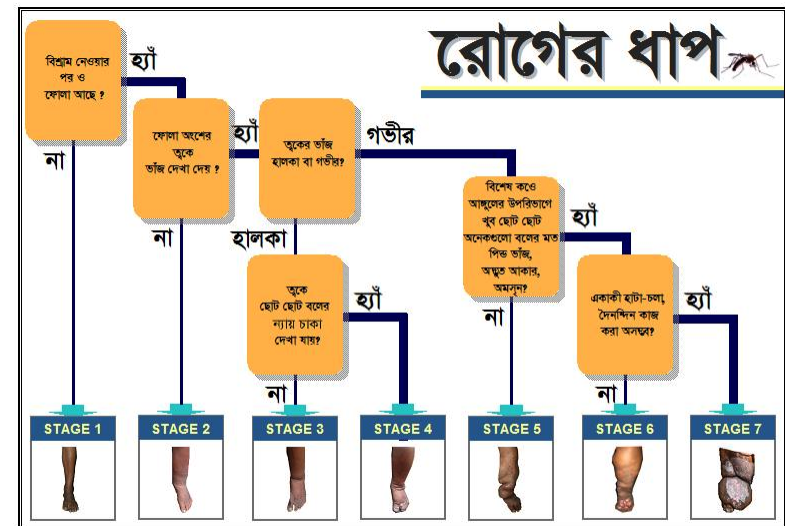 রোগের ধাপ
বিশ্রাম নেওয়ার
পর ও
ফোলা আছে ?
হ্যাঁ
না
ফোলা অংশের
ত্বকে
ভাঁজ দেখা দেয় ?
হ্যাঁ
না
ত্বকের ভাঁজ
হালকা বা গভীর?
গভীর
হালকা
ত্বকে
ছোট ছোট বলের
ন্যায় চাকা
দেখা যায়?
হ্যাঁ
না
বিশেষ কওে
আঙ্গুলের উপরিভাগে
খুব ছোট ছোট
অনেকগুলো বলের মত
পিন্ড ভাঁজ,
অদ্ভুত আকার,
অমসৃন?
হ্যাঁ
না
একাকী হাটা-চলা,
দৈনন্দিন কাজ
করা অসম্ভব?
হ্যাঁ
না
STAGE 1
STAGE 2
STAGE 3
STAGE 4
STAGE 5
STAGE 6
STAGE 7